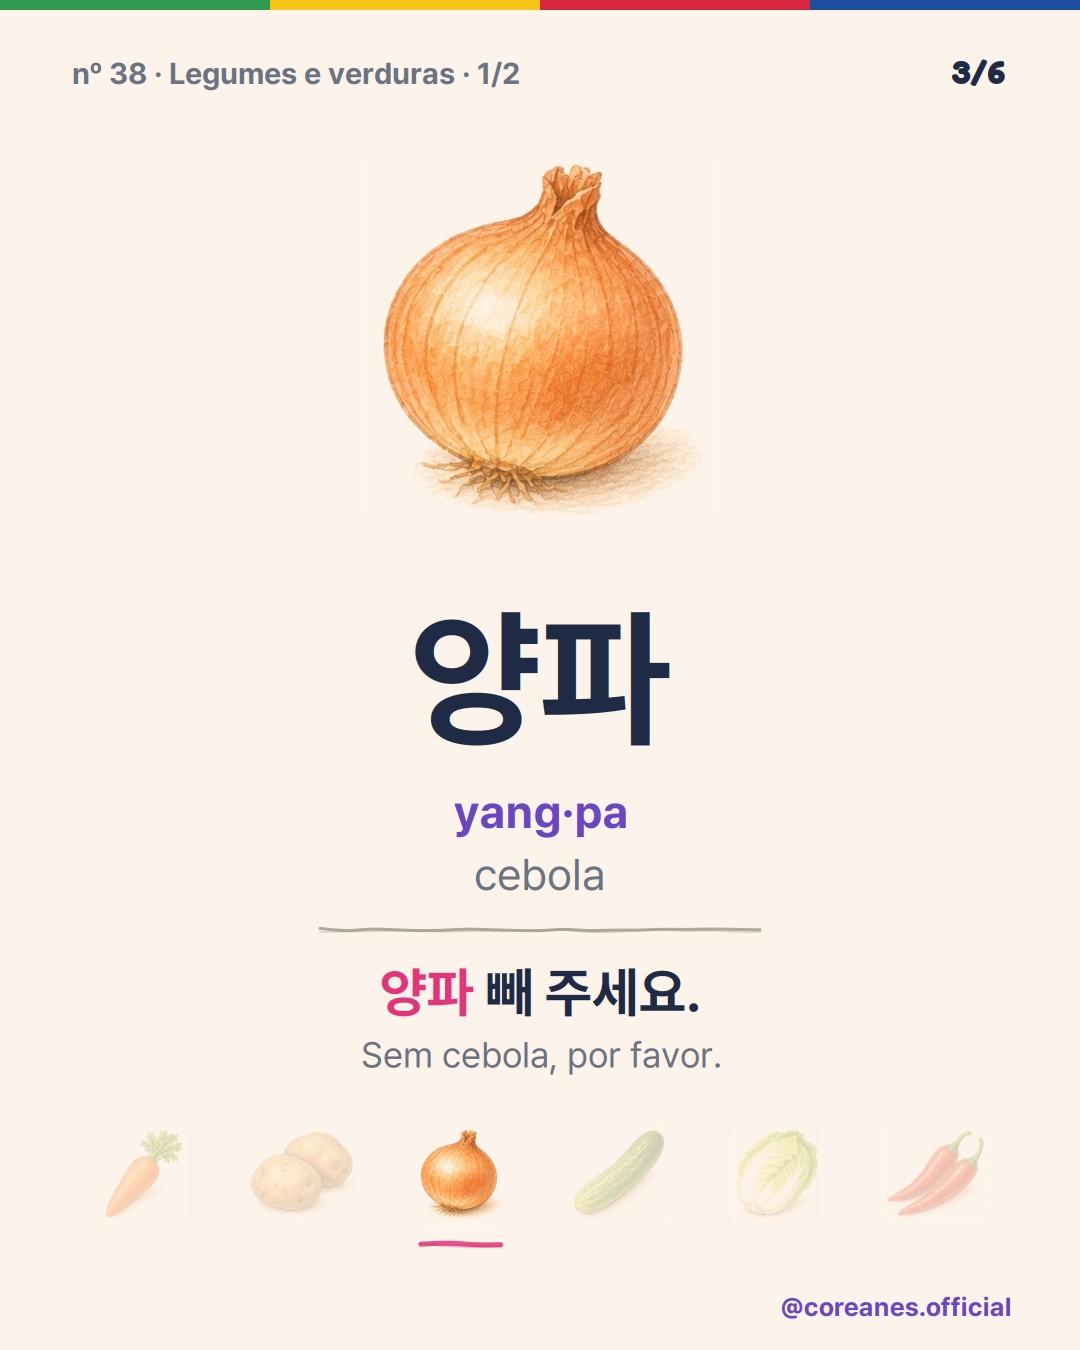 nº 38 · Legumes e verduras · 1/2
3/6
양파
yang·pa
cebola
양파 빼 주세요.
Sem cebola, por favor.
@coreanes.official